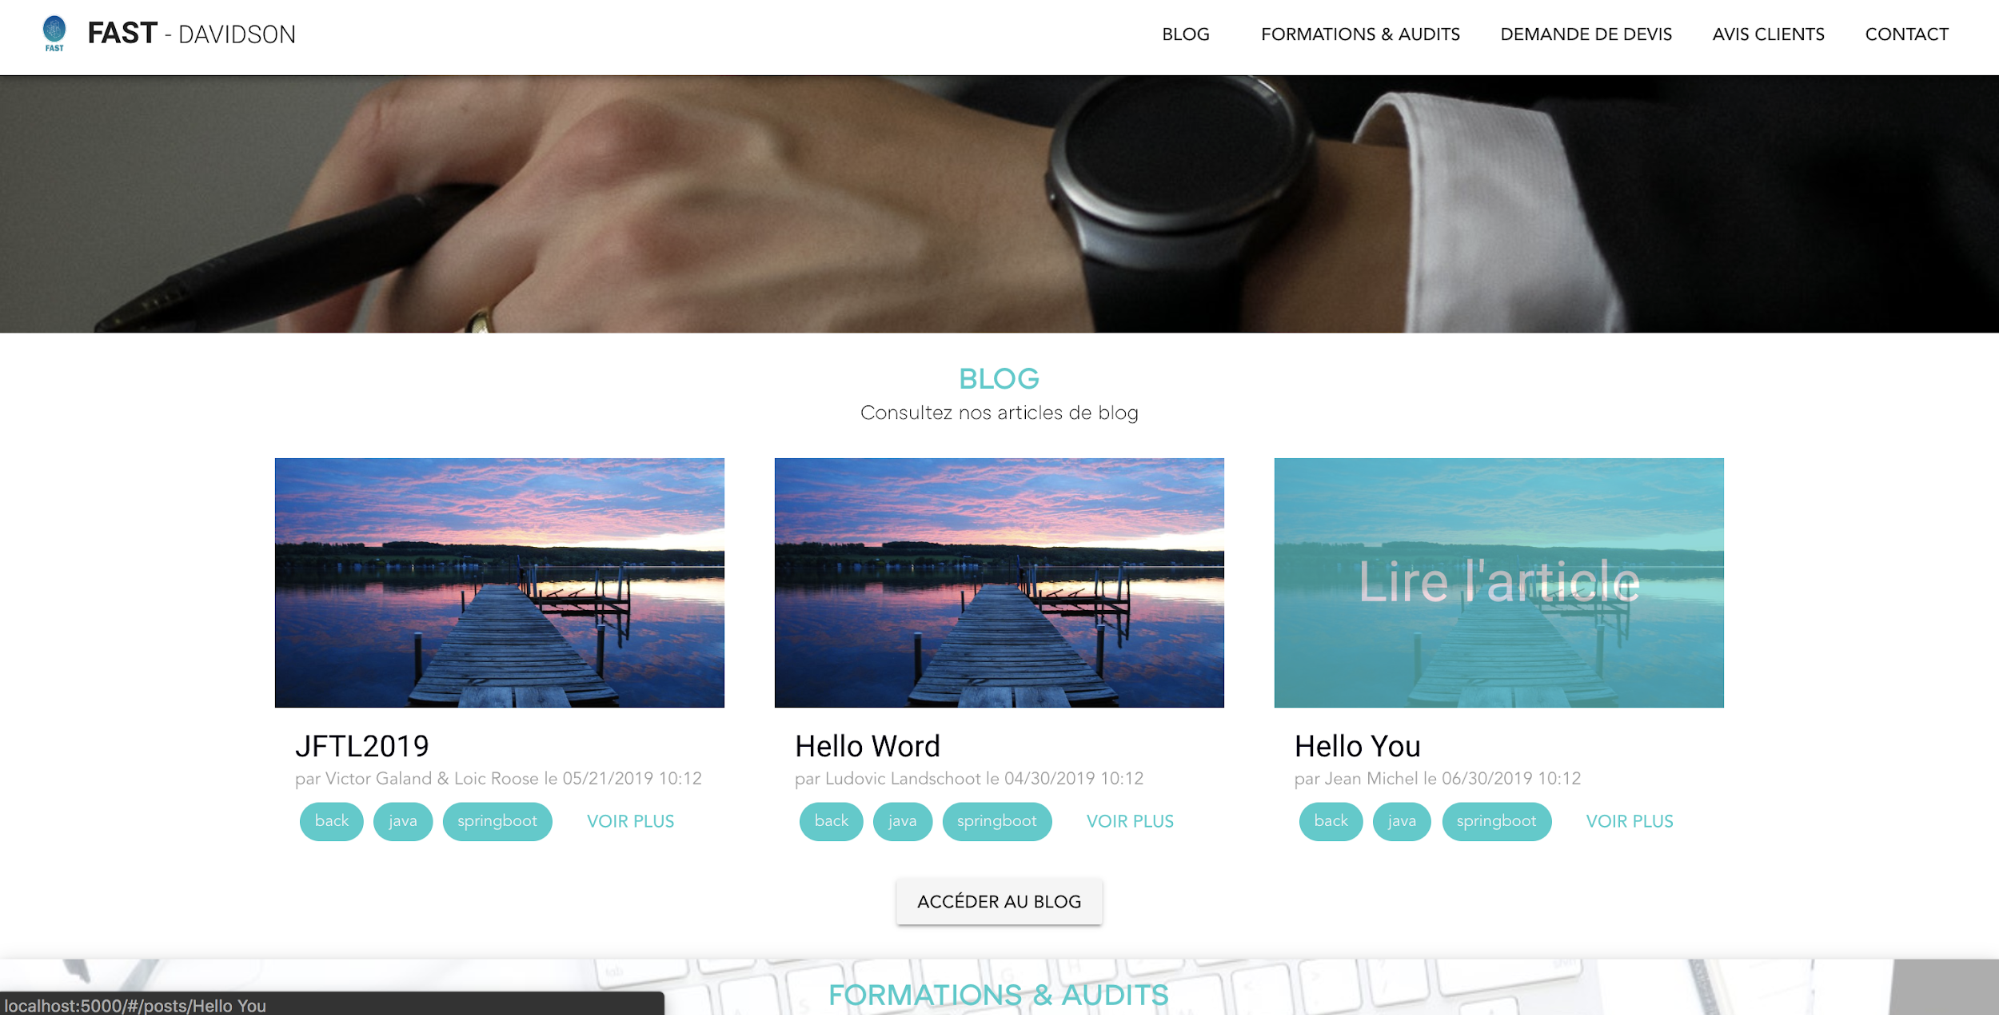 FAST
FAST - DAVIDSON
BLOG
FORMATIONS & AUDITS
DEMANDE DE DEVIS
AVIS CLIENTS
CONTACT
BLOG
Consultez nos articles de blog
Lire l'article
JFTL2019
par Victor Galand & Loic Roose le 05/21/2019 10:12
back
java
springboot
VOIR PLUS
Hello Word
par Ludovic Landschoot le 04/30/2019 10:12
back
java
springboot
VOIR PLUS
Hello You
par Jean Michel le 06/30/2019 10:12
back
java
springboot
VOIR PLUS
ACCÉDER AU BLOG
FORMATIONS & AUDITS
localhost:5000/#/posts/Hello You